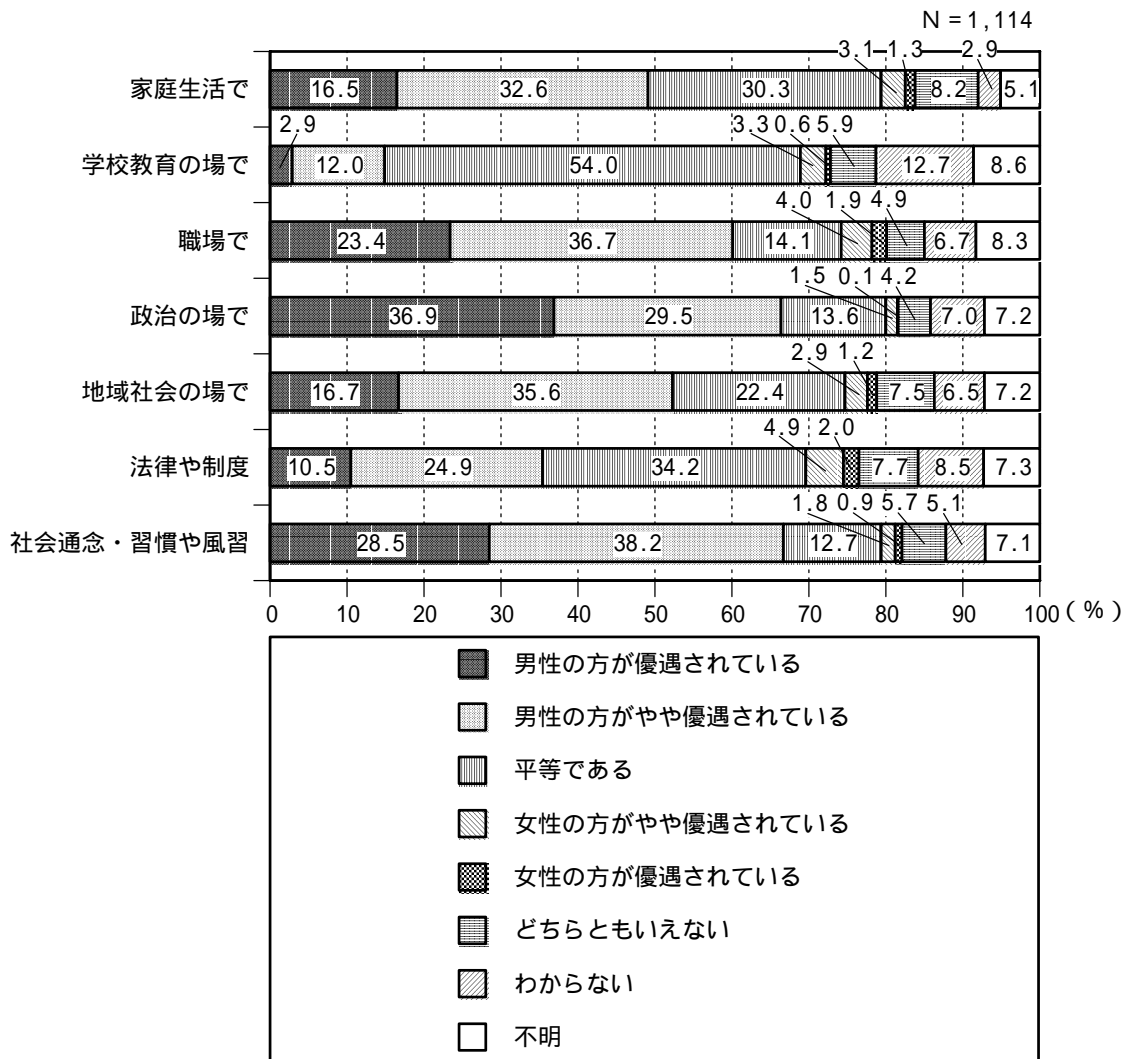 N=1,114
3.1 1.3 2.9
家庭生活で 16.5 32.6 30.3 8.2 5.1
2.9 3.3 0.6 5.9
学校教育の場で 12.0 54.0 12.7 8.6
4.0 1.9 4.9
職場で 23.4 36.7 14.1 6.7 8.3
1.5 0.1 4.2
政治の場で 36.9 29.5 13.6 7.0 7.2
2.9 1.2
地域社会の場で 16.7 35.6 22.4 7.5 6.5 7.2
4.9 2.0
法律や制度 10.5 24.9 34.2 7.7 8.5 7.3
1.8 0.9 5.7 5.1
社会通念・習慣や風習 28.5 38.2 12.7 7.1
0 10 20 30 40 50 60 70 80 90 100 (%)
男性の方が優遇されている
男性の方がやや優遇されている
平等である
女性の方がやや優遇されている
女性の方が優遇されている
どちらともいえない
わからない
不明